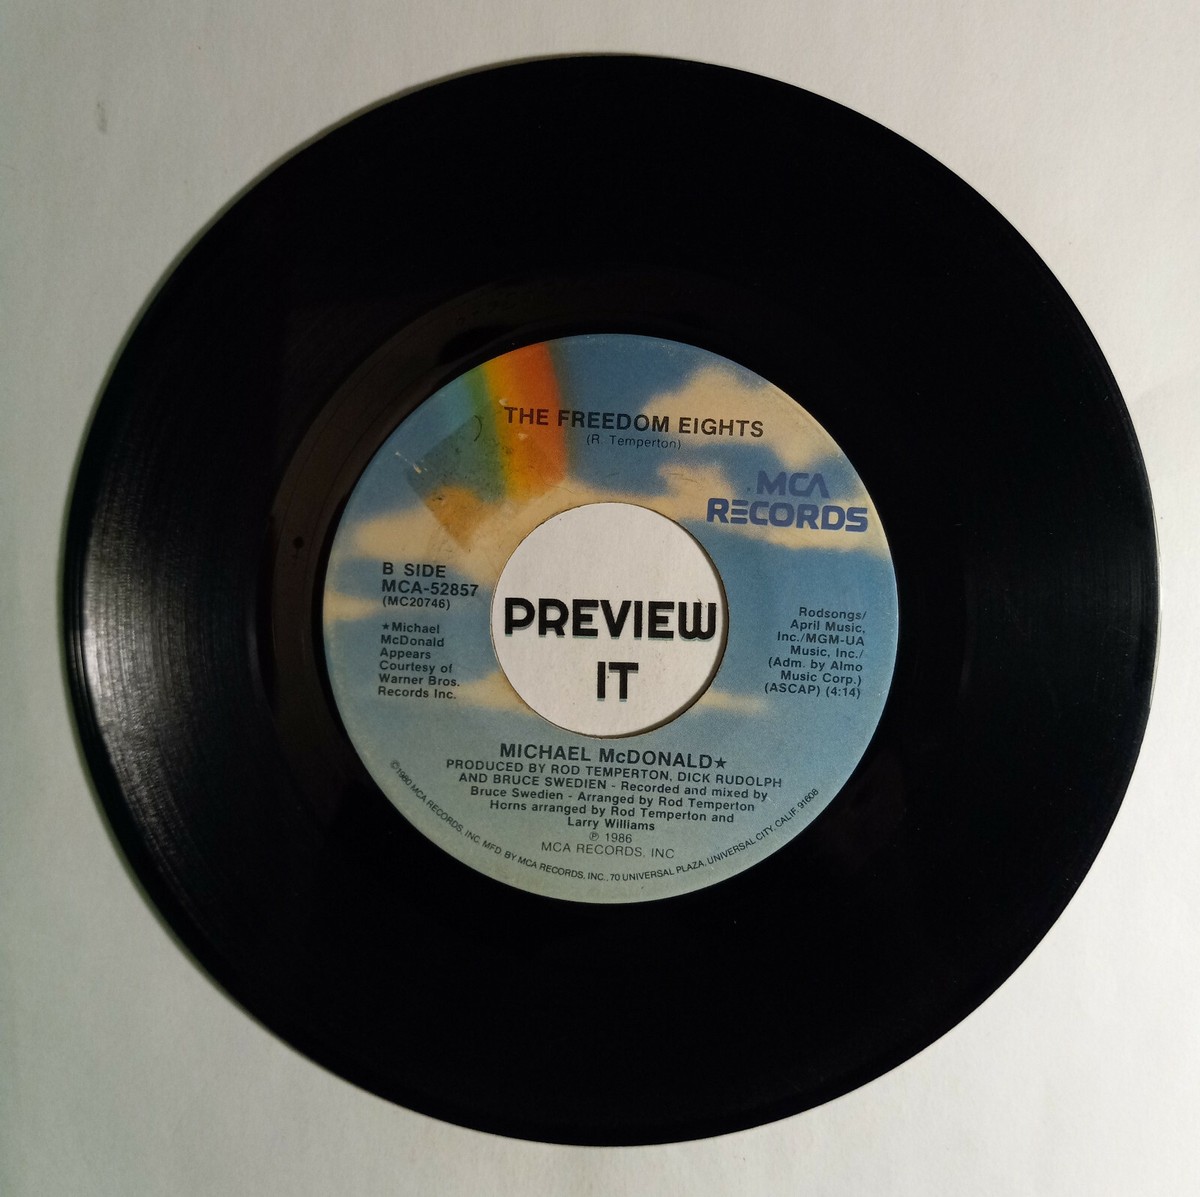 THE FREEDOM EIGHTS
(R. Temperton)
MCA
RECORDS
B SIDE
MCA-52857
(MC20746)
★Michael
McDonald
Appears
Courtesy of
Warner Bros.
Records Inc.
PREVIEW
IT
Rodsongs/
April Music,
Inc./MGM-UA
Music, Inc./
(Adm. by Almo
Music Corp.)
(ASCAP) (4:14)
MICHAEL McDONALD★
PRODUCED BY ROD TEMPERTON, DICK RUDOLPH
AND BRUCE SWEDIEN - Recorded and mixed by
Bruce Swedien - Arranged by Rod Temperton
Horns arranged by Rod Temperton and
Larry Williams
℗ 1986
MCA RECORDS, INC
©1980 MCA RECORDS, INC. MFD. BY MCA RECORDS, INC., 70 UNIVERSAL PLAZA, UNIVERSAL CITY, CALIF. 91608